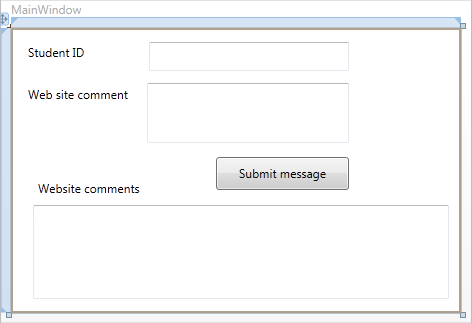 MainWindow
Student ID
Web site comment
Submit message
Website comments